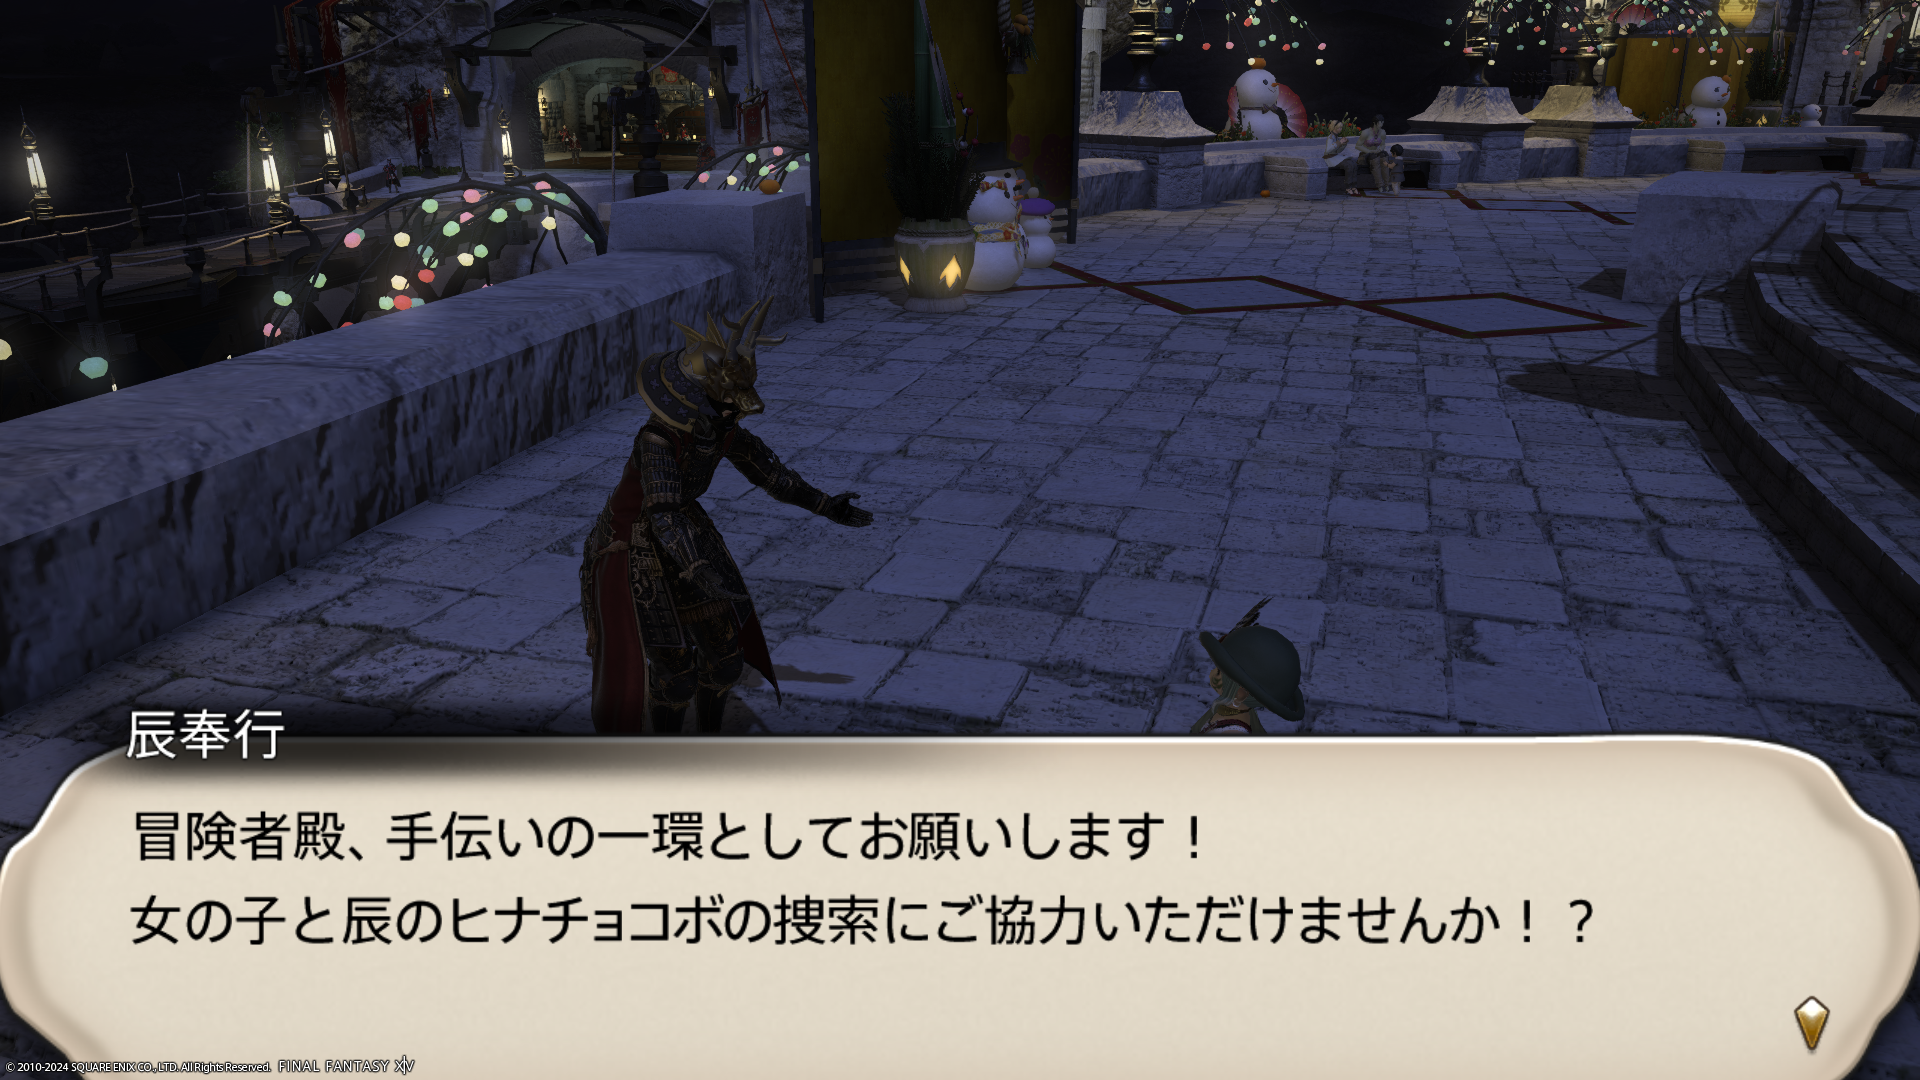 辰奉行
冒険者殿、手伝いの一環としてお願いします！
女の子と辰のヒナチョコボの捜索にご協力いただけませんか！？
© 2010-2024 SQUARE ENIX CO., LTD. All Rights Reserved. FINAL FANTASY XIV